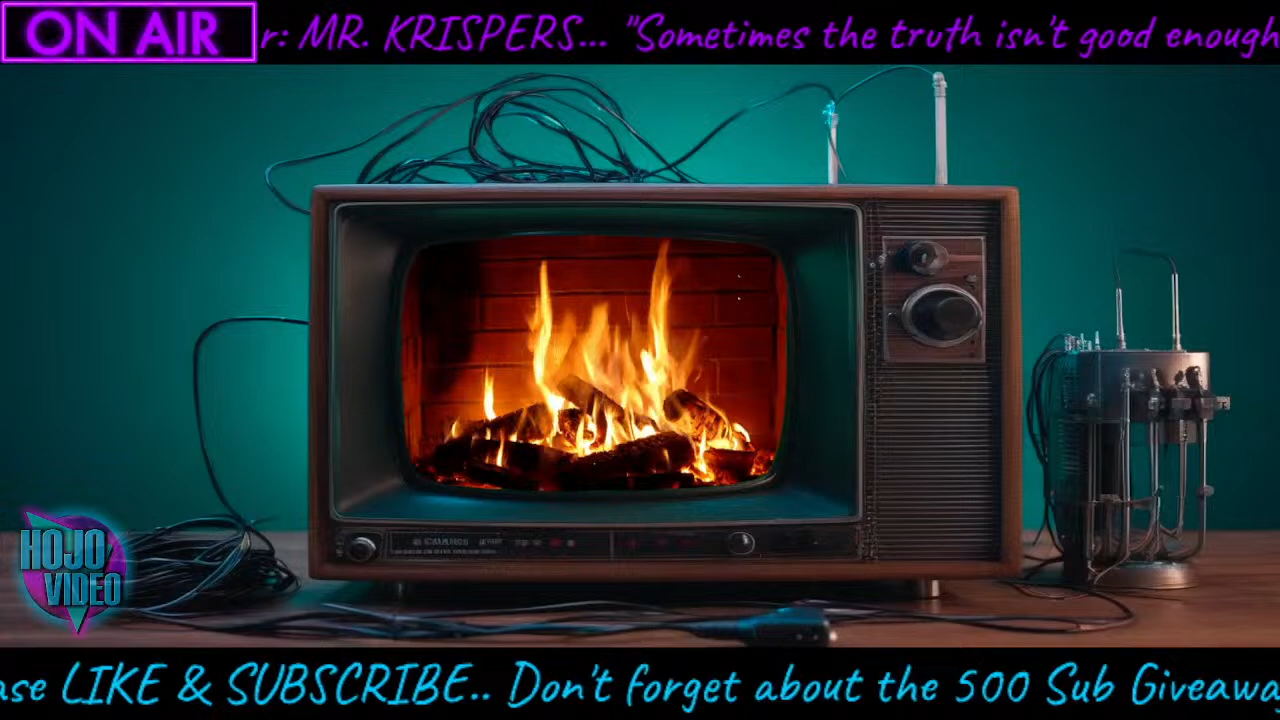 ON AIR
r: MR. KRISPERS... "Sometimes the truth isn't good enough
HOJO
VIDEO
ase LIKE & SUBSCRIBE.. Don't forget about the 500 Sub Giveawa